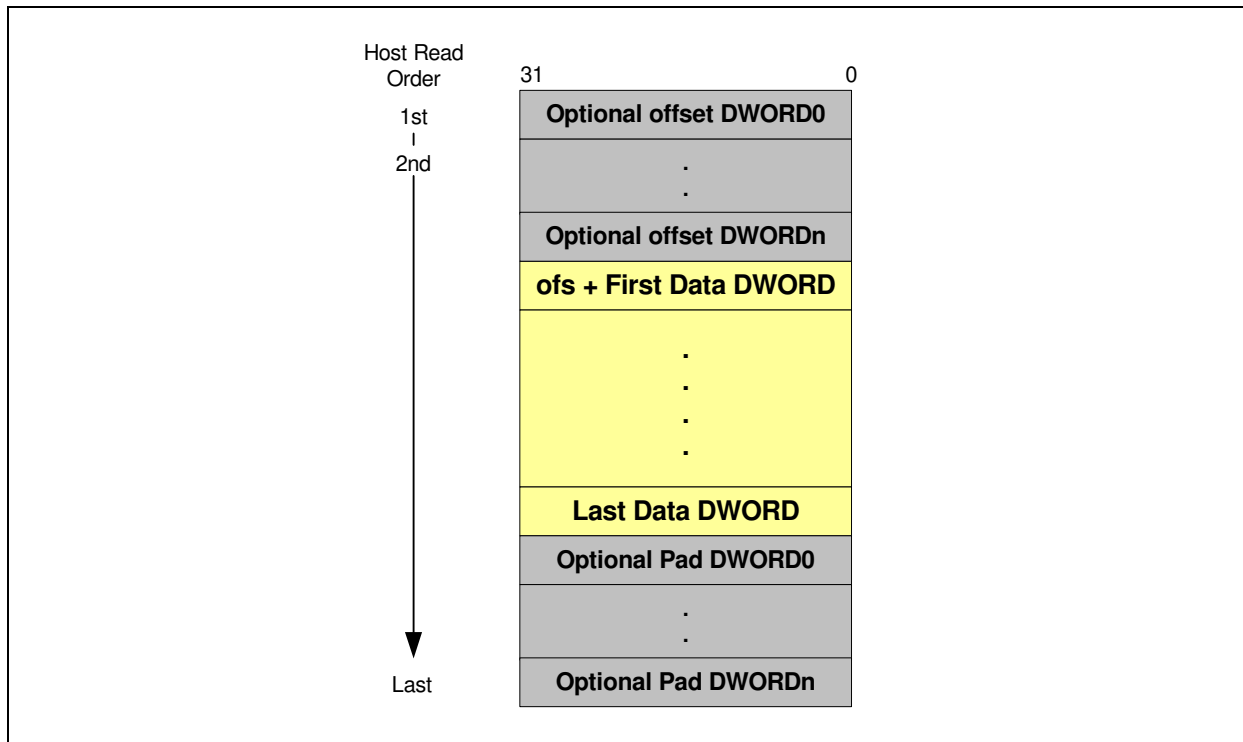 Host Read
Order
31 0
1st
Optional offset DWORD0
2nd
.
.
Optional offset DWORDn
ofs + First Data DWORD
.
.
.
.
Last Data DWORD
Optional Pad DWORD0
.
.
Last
Optional Pad DWORDn